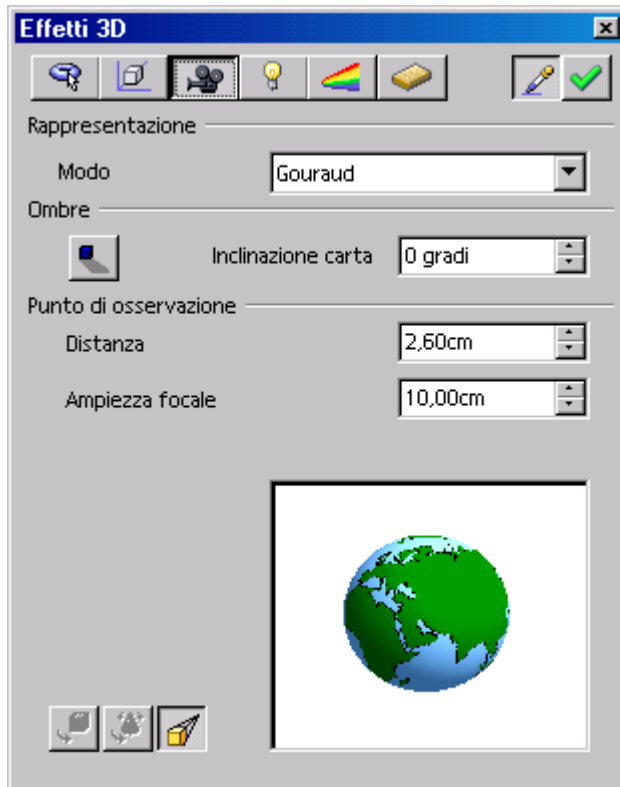 Effetti 3D
Rappresentazione
Modo Gouraud
Ombre
Inclinazione carta 0 gradi
Punto di osservazione
Distanza 2,60cm
Ampiezza focale 10,00cm